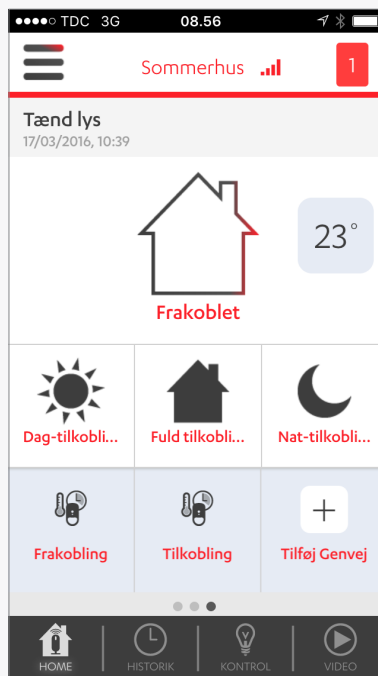 TDC 3G 08.56
Sommerhus 1
Tænd lys
17/03/2016, 10:39
23°
Frakoblet
Dag-tilkobli... Fuld tilkobli... Nat-tilkobli...
Frakobling Tilkobling Tilføj Genvej
HOME HISTORIK KONTROL VIDEO